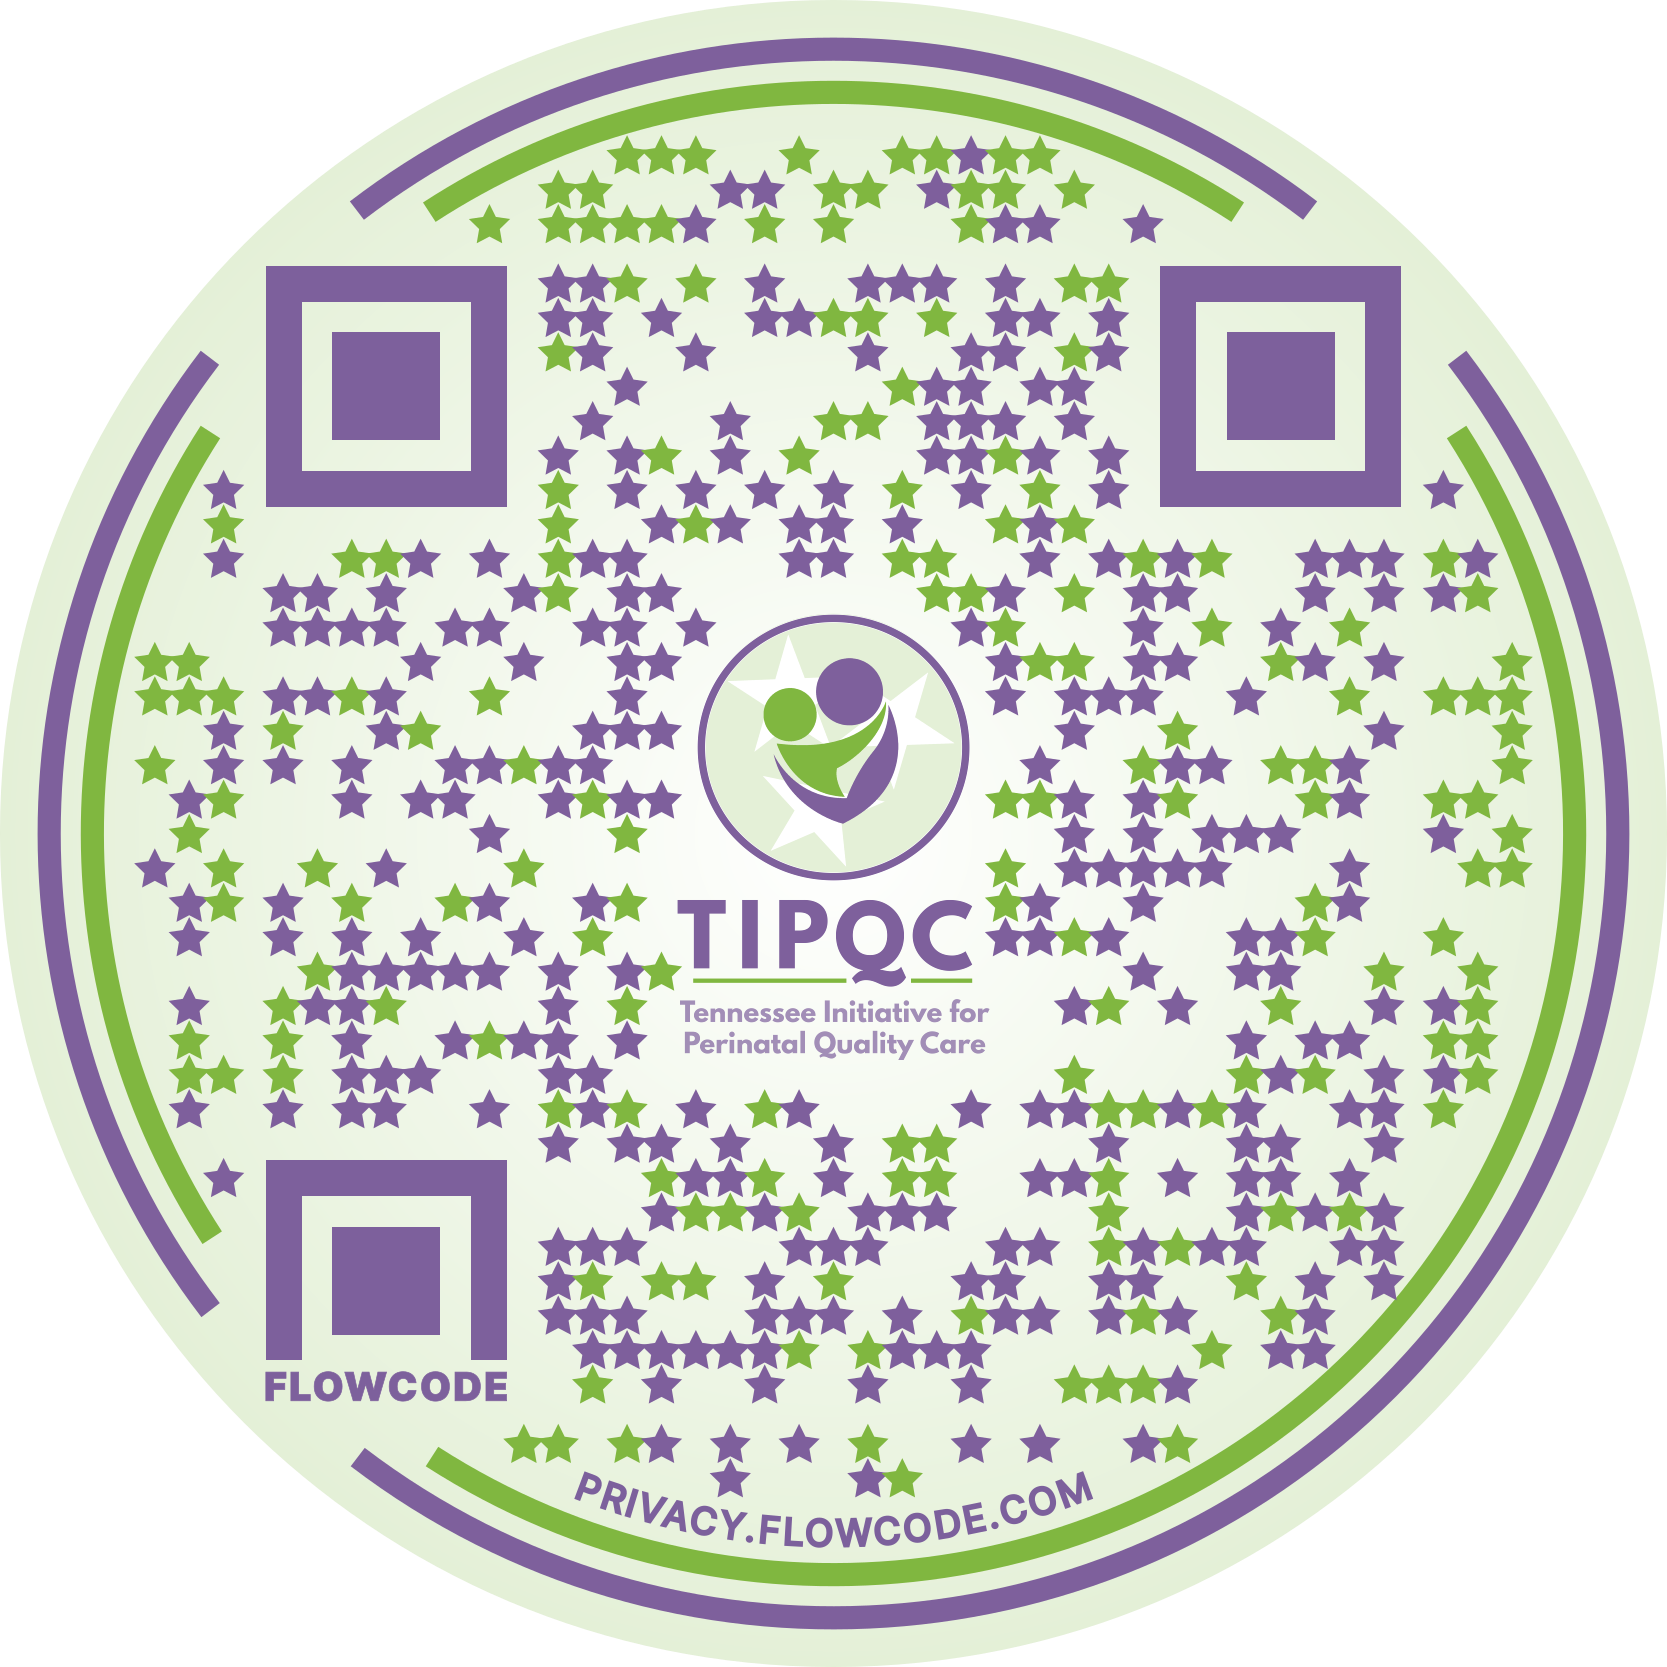 TIPQC
Tennessee Initiative for
Perinatal Quality Care
FLOWCODE
PRIVACY.FLOWCODE.COM